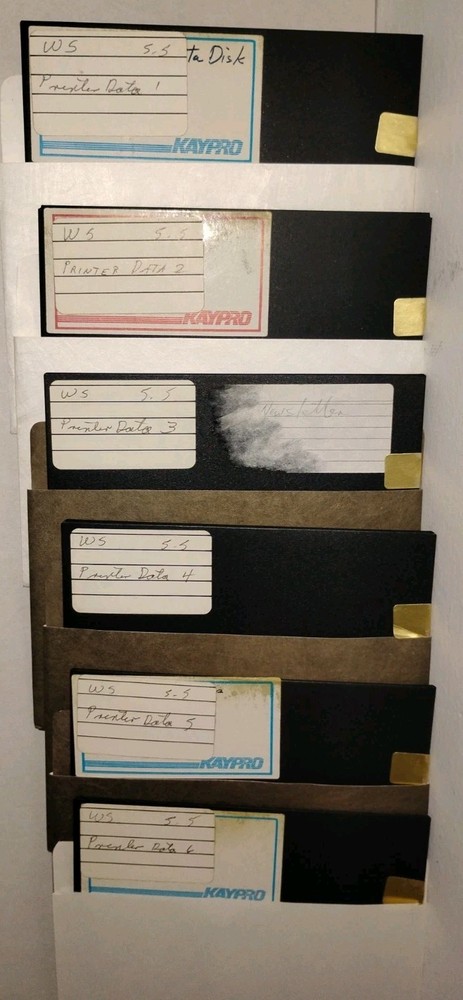 WS 5.5
ta Disk
Printer Data 1
KAYPRO
WS 5.5
PRINTER DATA 2
KAYPRO
WS 5.5
Newsletter
Printer Data 3
WS 5.5
Printer Data 4
WS 5.5 a
Printer Data 5
KAYPRO
WS 5.5
Printer Data 6
KAYPRO